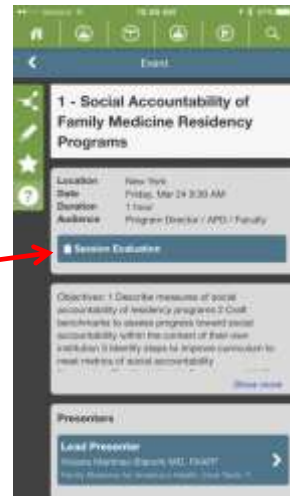 Event
1 - Social Accountability of
Family Medicine Residency
Programs
Location New York
Date Friday, Mar 24 9:30 AM
Duration 1 hour
Audience Program Director / APD / Faculty
Session Evaluation
Objectives: 1 Describe measures of social
accountability of residency programs 2 Craft
benchmarks to assess progress toward social
accountability within the context of their own
institution 3 Identify steps to improve curriculum to
meet metrics of social accountability
Show more
Presenters
Lead Presenter